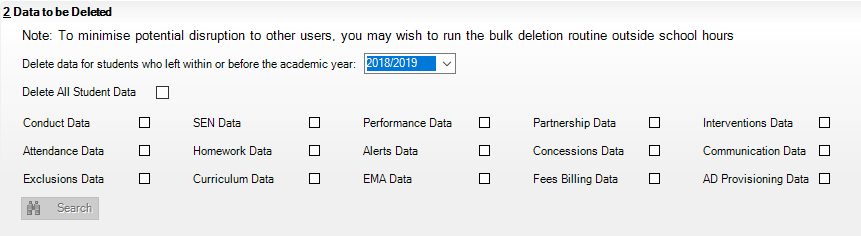 2 Data to be Deleted
Note: To minimise potential disruption to other users, you may wish to run the bulk deletion routine outside school hours
Delete data for students who left within or before the academic year: 2018/2019
Delete All Student Data
Conduct Data SEN Data Performance Data Partnership Data Interventions Data
Attendance Data Homework Data Alerts Data Concessions Data Communication Data
Exclusions Data Curriculum Data EMA Data Fees Billing Data AD Provisioning Data
Search